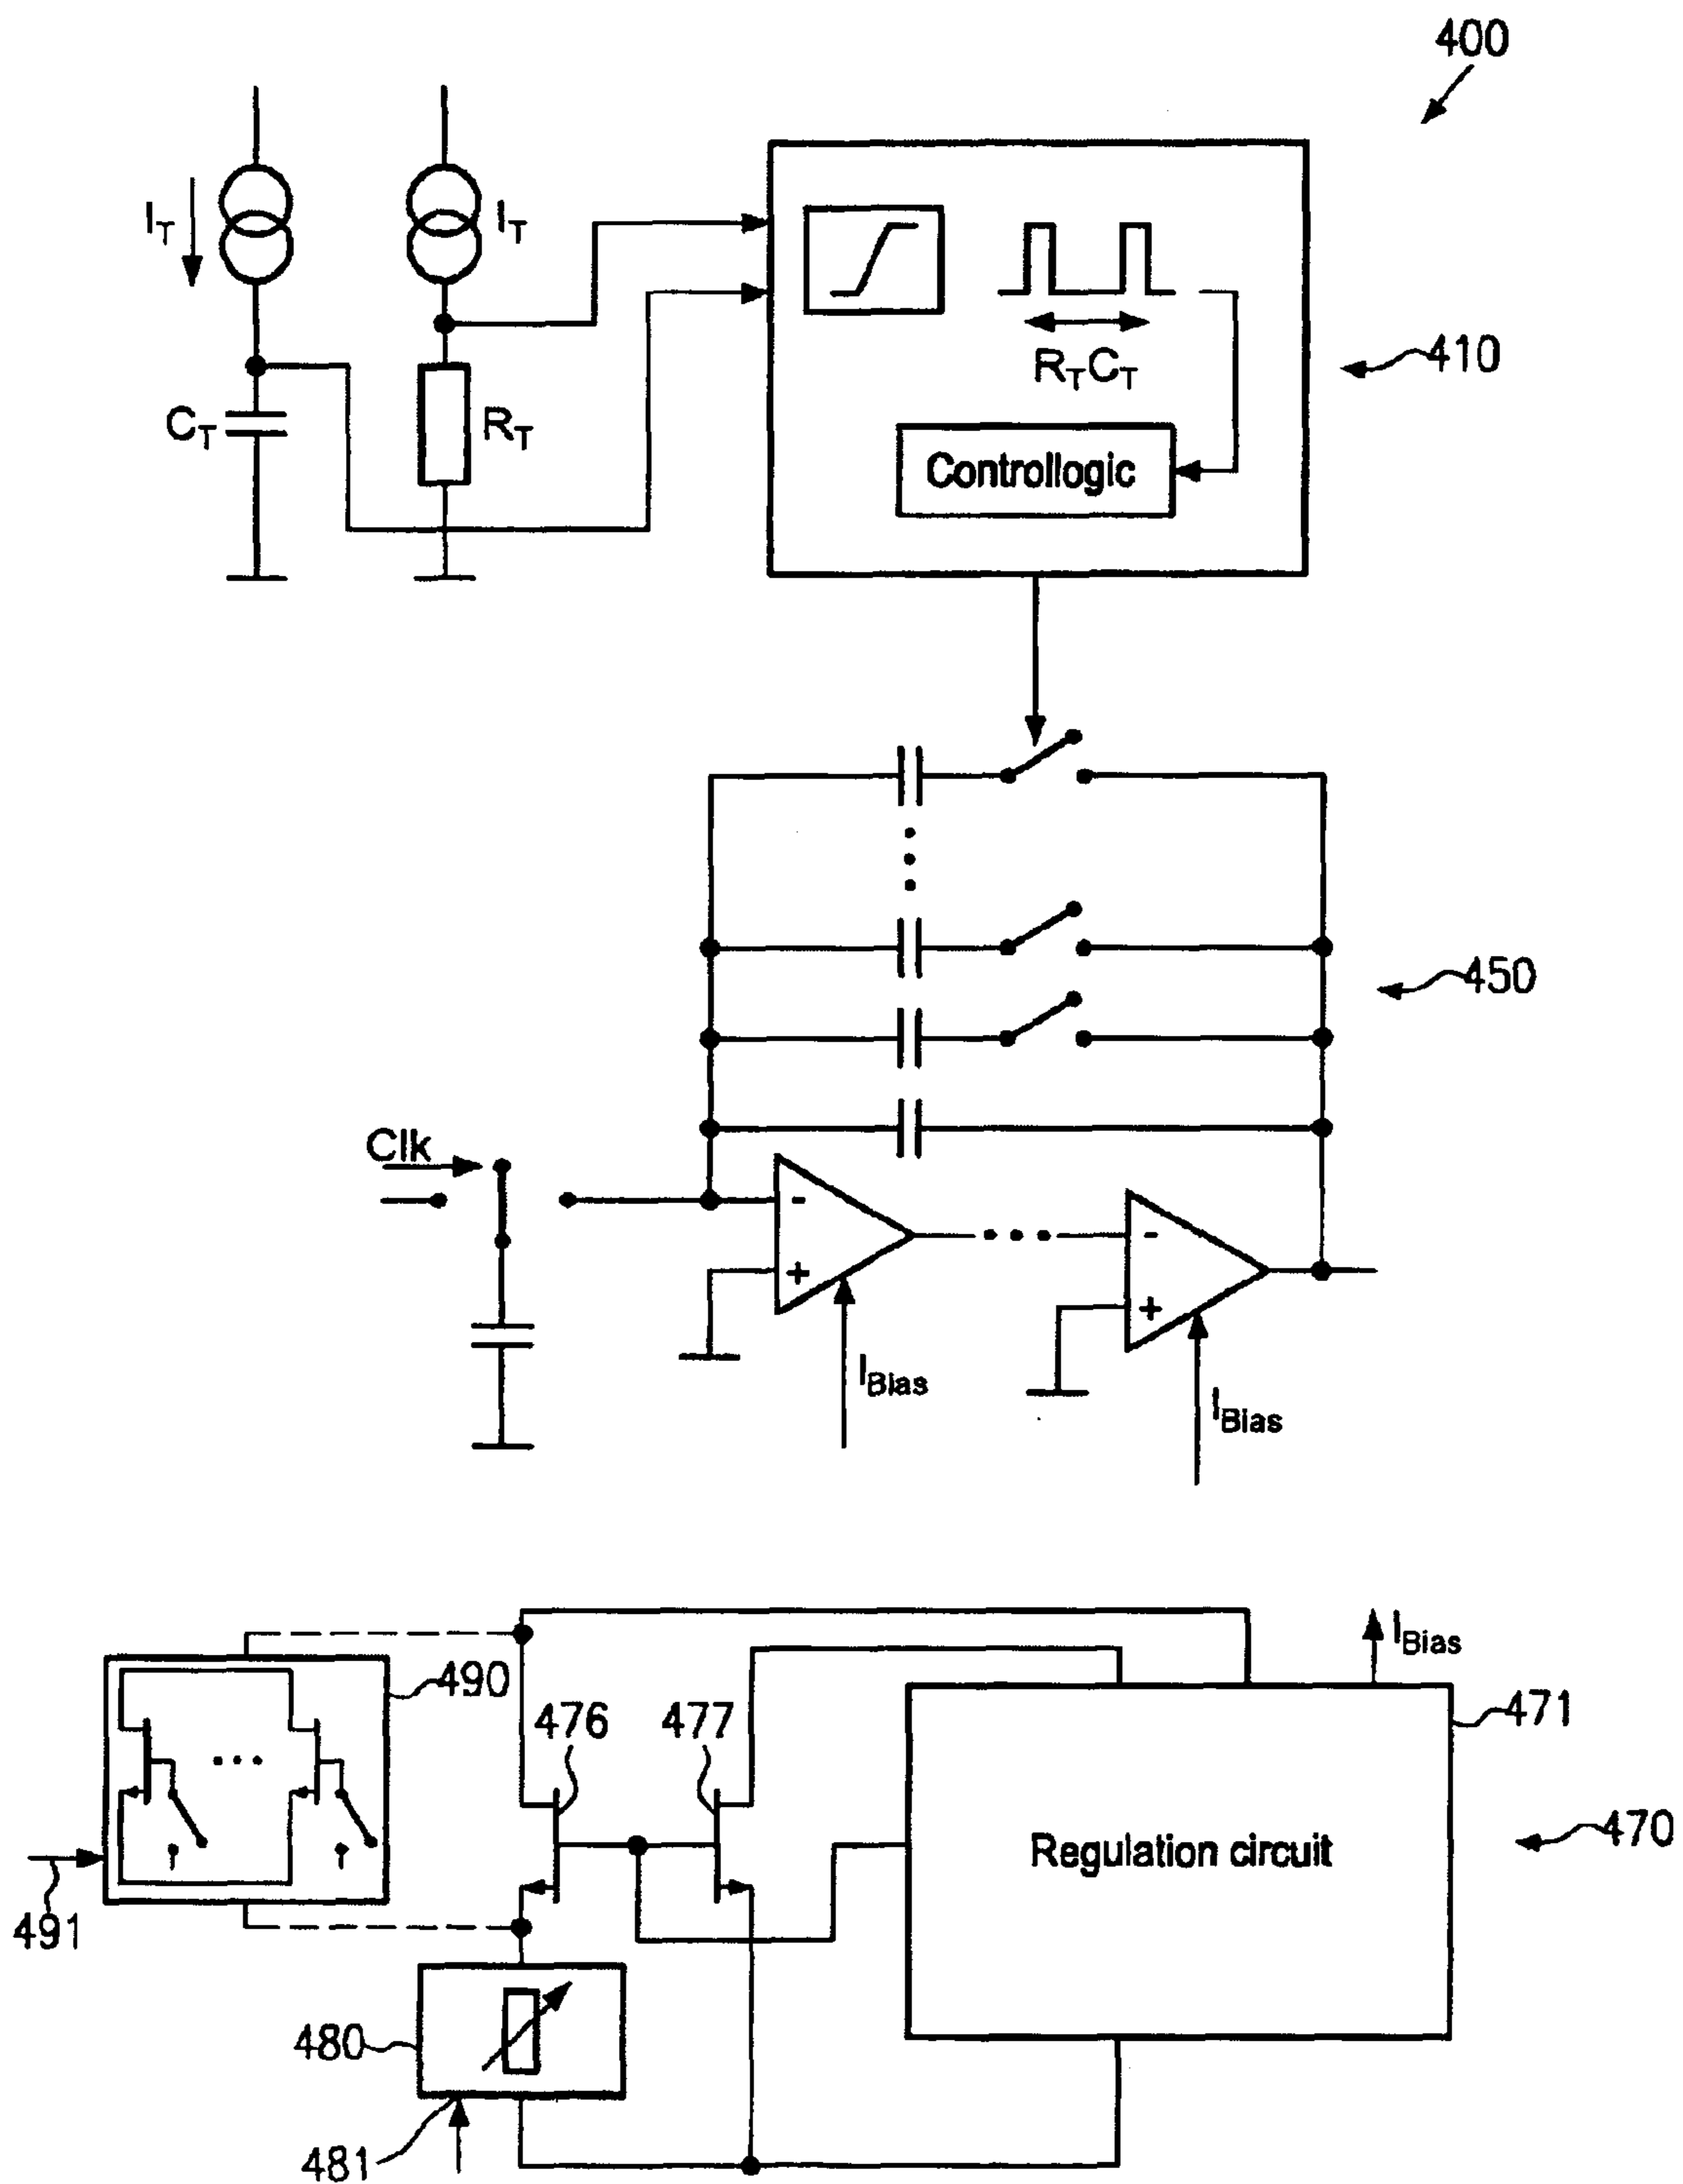 400
I_T
I_T
C_T
R_T
R_TC_T
Controllogic
410
450
Clk
-
+
-
+
I_Bias
I_Bias
I_Bias
490
476
477
471
Regulation circuit
470
491
480
481